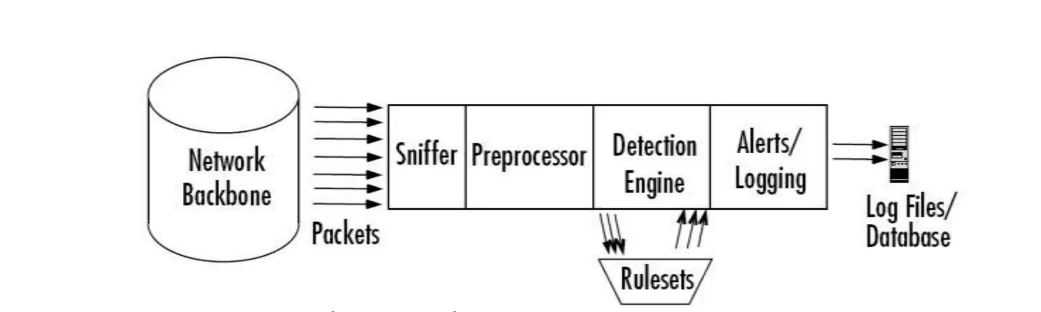 Network
Backbone
Packets
Sniffer
Preprocessor
Detection
Engine
Alerts/
Logging
Rulesets
Log Files/
Database